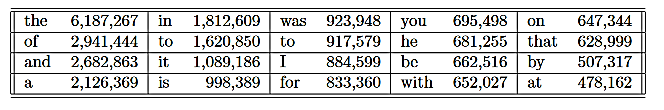 the 6,187,267 in 1,812,609 was 923,948 you 695,498 on 647,344
of 2,941,444 to 1,620,850 to 917,579 he 681,255 that 628,999
and 2,682,863 it 1,089,186 I 884,599 be 662,516 by 507,317
a 2,126,369 is 998,389 for 833,360 with 652,027 at 478,162